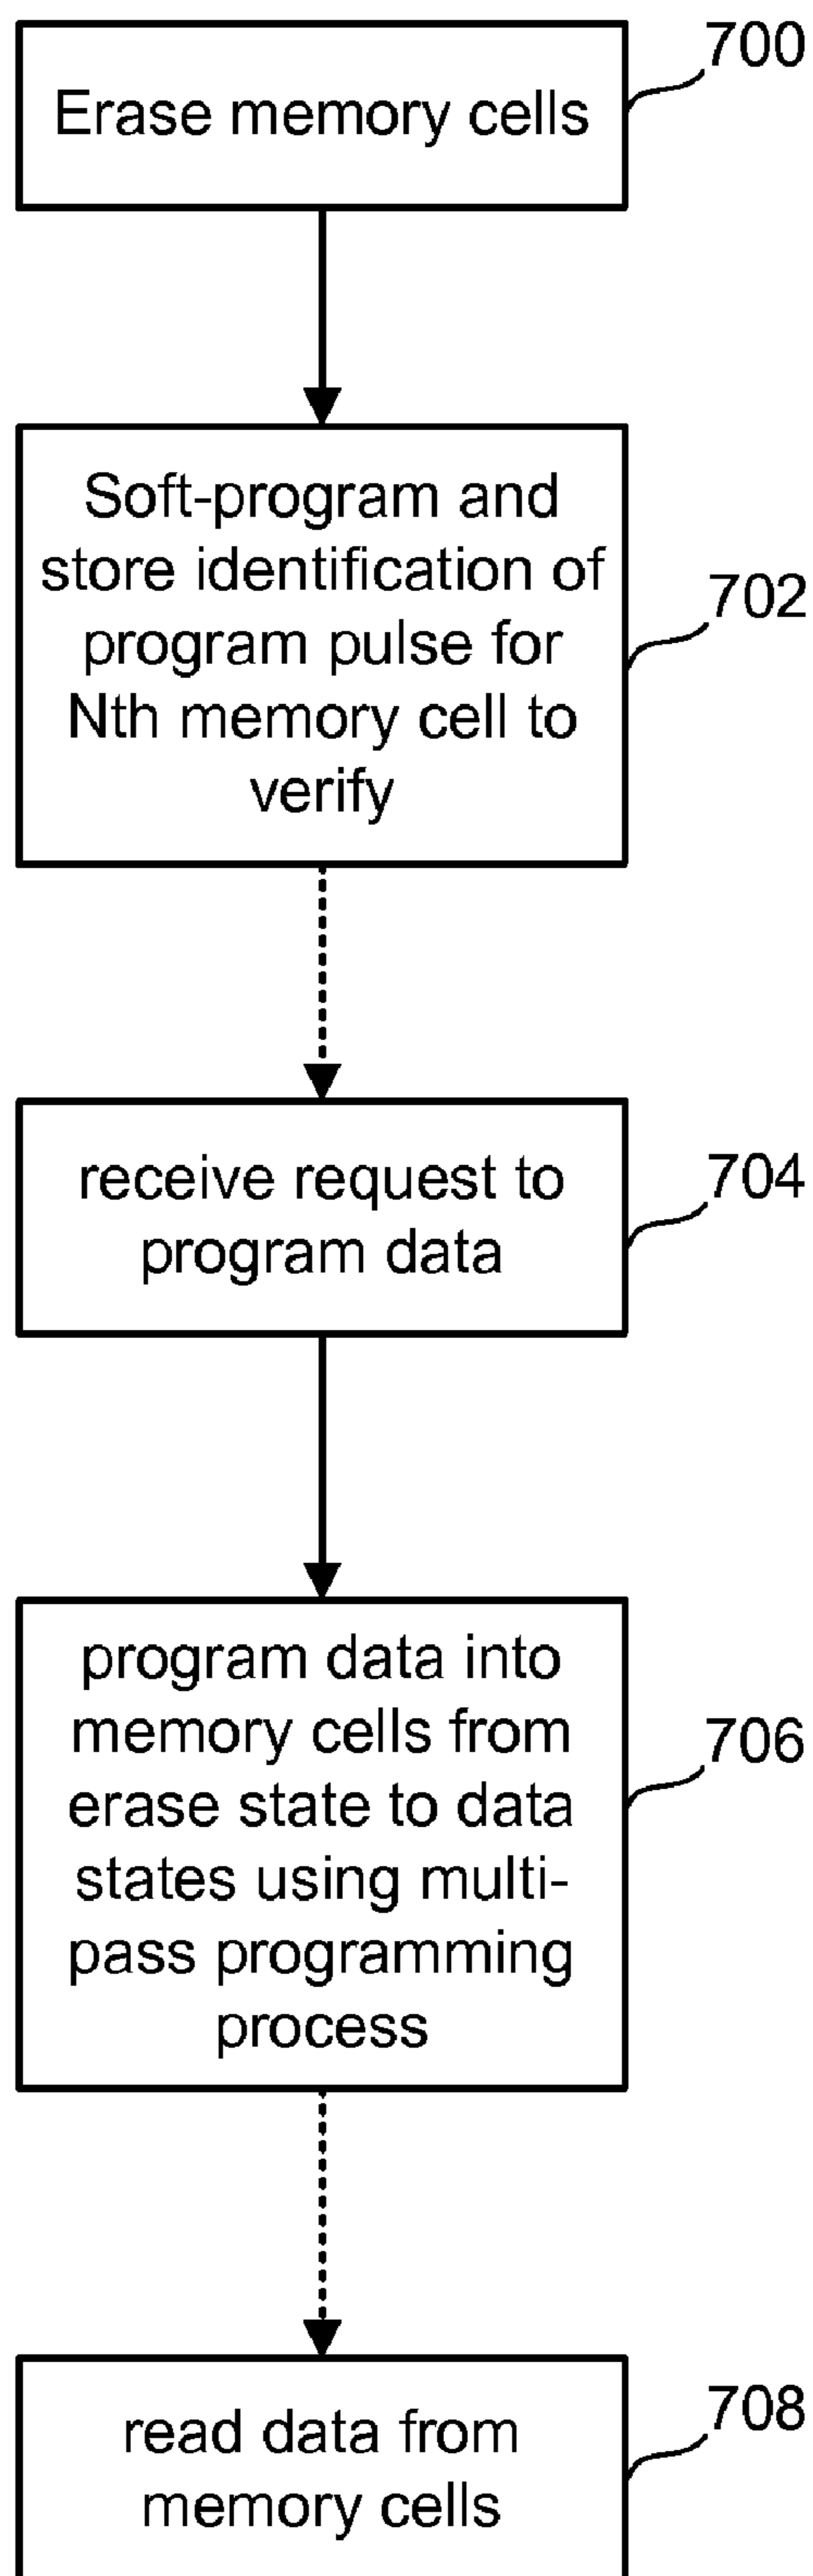 700
Erase memory cells
Soft-program and
store identification of
program pulse for
Nth memory cell to
verify
702
receive request to
program data
704
program data into
memory cells from
erase state to data
states using multi-
pass programming
process
706
read data from
memory cells
708